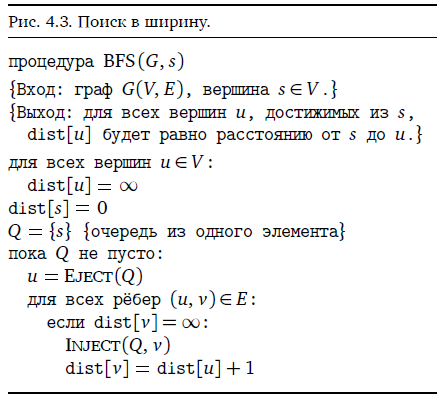 Рис. 4.3. Поиск в ширину.
процедура BFS(G, s)
{Вход: граф G(V, E), вершина s ∈ V.}
{Выход: для всех вершин u, достижимых из s,
dist[u] будет равно расстоянию от s до u.}
для всех вершин u ∈ V:
dist[u] = ∞
dist[s] = 0
Q = {s} {очередь из одного элемента}
пока Q не пусто:
u = EJECT(Q)
для всех рёбер (u, v) ∈ E:
если dist[v] = ∞:
INJECT(Q, v)
dist[v] = dist[u] + 1